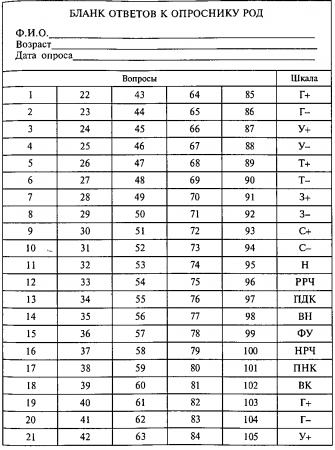 БЛАНК ОТВЕТОВ К ОПРОСНИКУ РОД
Ф.И.О.
Возраст
Дата опроса
Вопросы Шкала
1 22 43 64 85 Г+
2 23 44 65 86 Г–
3 24 45 66 87 У+
4 25 46 67 88 У–
5 26 47 68 89 Т+
6 27 48 69 90 Т–
7 28 49 70 91 З+
8 29 50 71 92 З–
9 30 51 72 93 С+
10 31 52 73 94 С–
11 32 53 74 95 Н
12 33 54 75 96 РРЧ
13 34 55 76 97 ПДК
14 35 56 77 98 ВН
15 36 57 78 99 ФУ
16 37 58 79 100 НРЧ
17 38 59 80 101 ПНК
18 39 60 81 102 ВК
19 40 61 82 103 Г+
20 41 62 83 104 Г–
21 42 63 84 105 У+